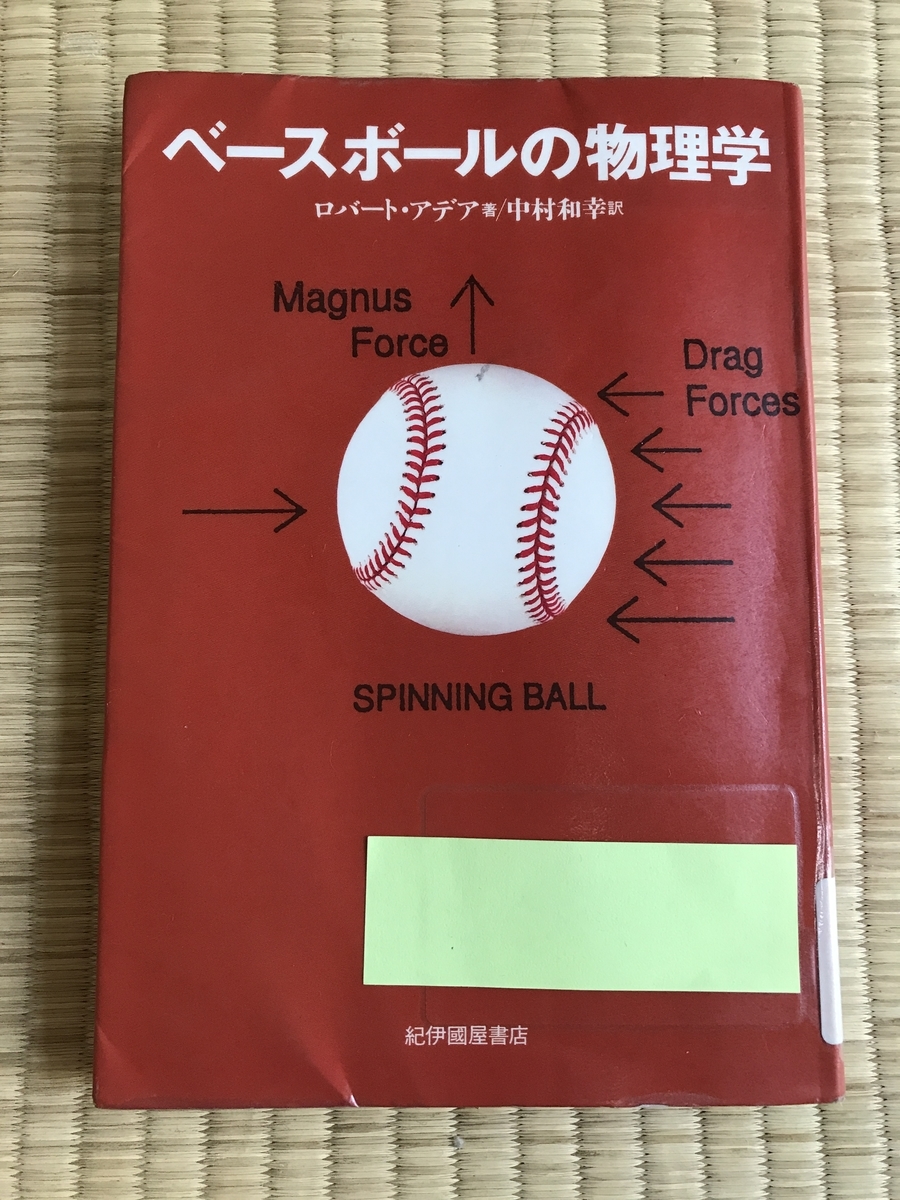 ベースボールの物理学
ロバート・アデア著/中村和幸訳
Magnus
Force
Drag
Forces
SPINNING BALL
紀伊國屋書店